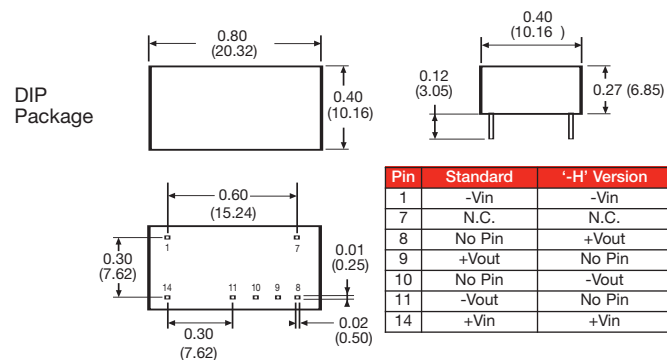 DIP
Package
0.80
(20.32)
0.40
(10.16)
0.40
(10.16 )
0.12
(3.05)
0.27 (6.85)
0.60
(15.24)
0.30
(7.62)
1
7
14
11
10
9
8
0.01
(0.25)
0.30
(7.62)
0.02
(0.50)
Pin Standard '-H' Version
1 -Vin -Vin
7 N.C. N.C.
8 No Pin +Vout
9 +Vout No Pin
10 No Pin -Vout
11 -Vout No Pin
14 +Vin +Vin